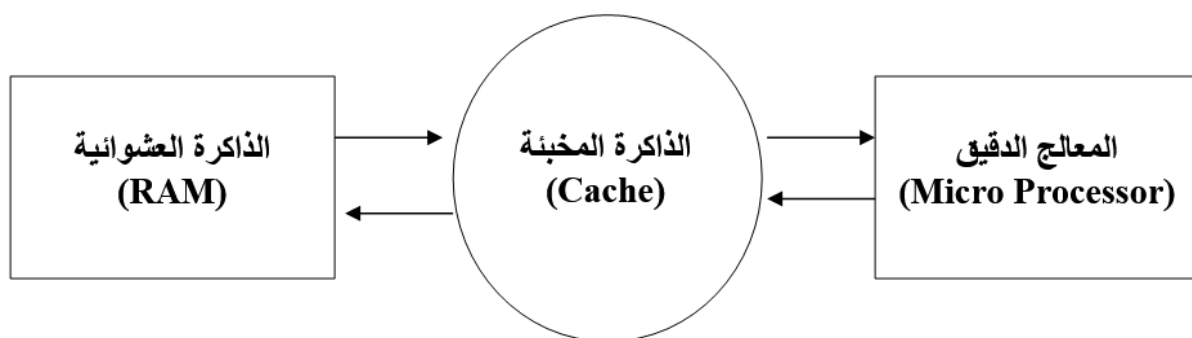 الذاكرة العشوائية
(RAM)
الذاكرة المخبئة
(Cache)
المعالج الدقيق
(Micro Processor)